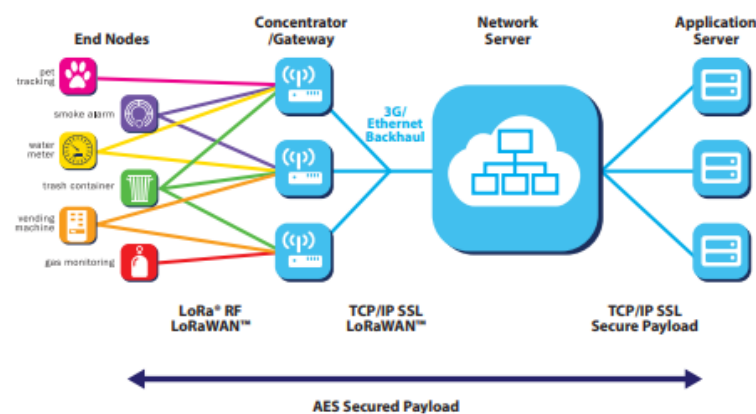 End Nodes
Concentrator
/Gateway
Network
Server
Application
Server
pet
tracking
smoke alarm
water
meter
trash container
vending
machine
gas monitoring
3G/
Ethernet
Backhaul
LoRa® RF
LoRaWAN™
TCP/IP SSL
LoRaWAN™
TCP/IP SSL
Secure Payload
AES Secured Payload